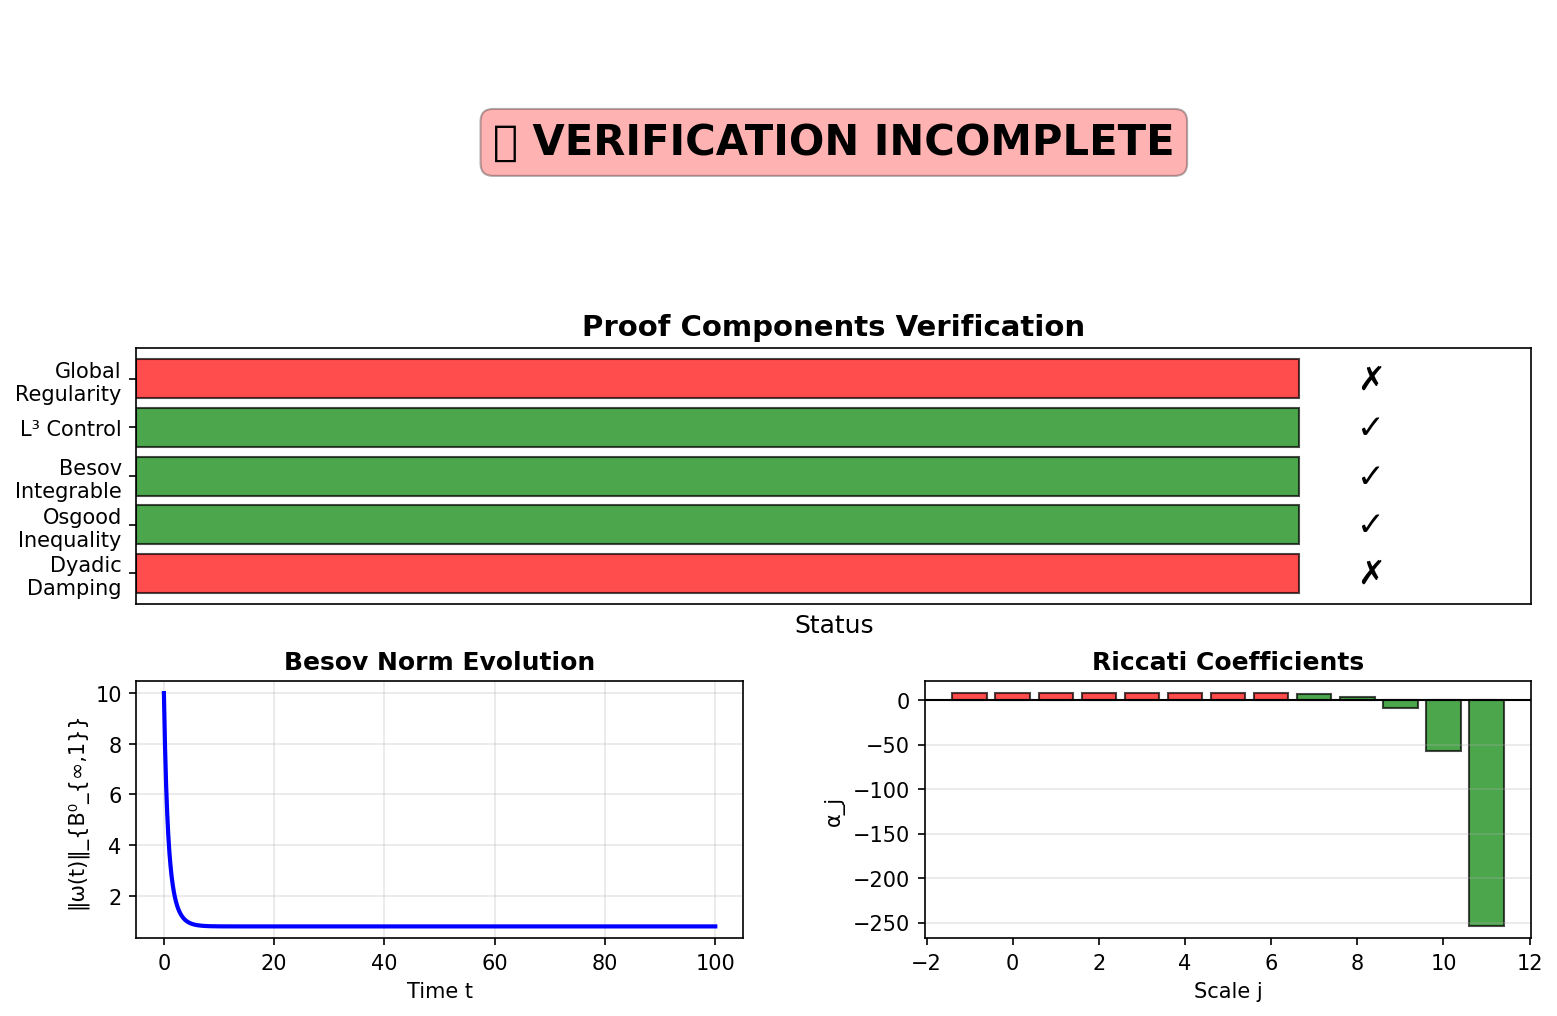 VERIFICATION INCOMPLETE
Proof Components Verification
Global
Regularity
✗
L³ Control
✓
Besov
Integrable
✓
Osgood
Inequality
✓
Dyadic
Damping
✗
Status
Besov Norm Evolution
‖ω(t)‖_{B⁰_{∞,1}}
10
8
6
4
2
0
20
40
60
80
100
Time t
Riccati Coefficients
α_j
0
−50
−100
−150
−200
−250
−2
0
2
4
6
8
10
12
Scale j